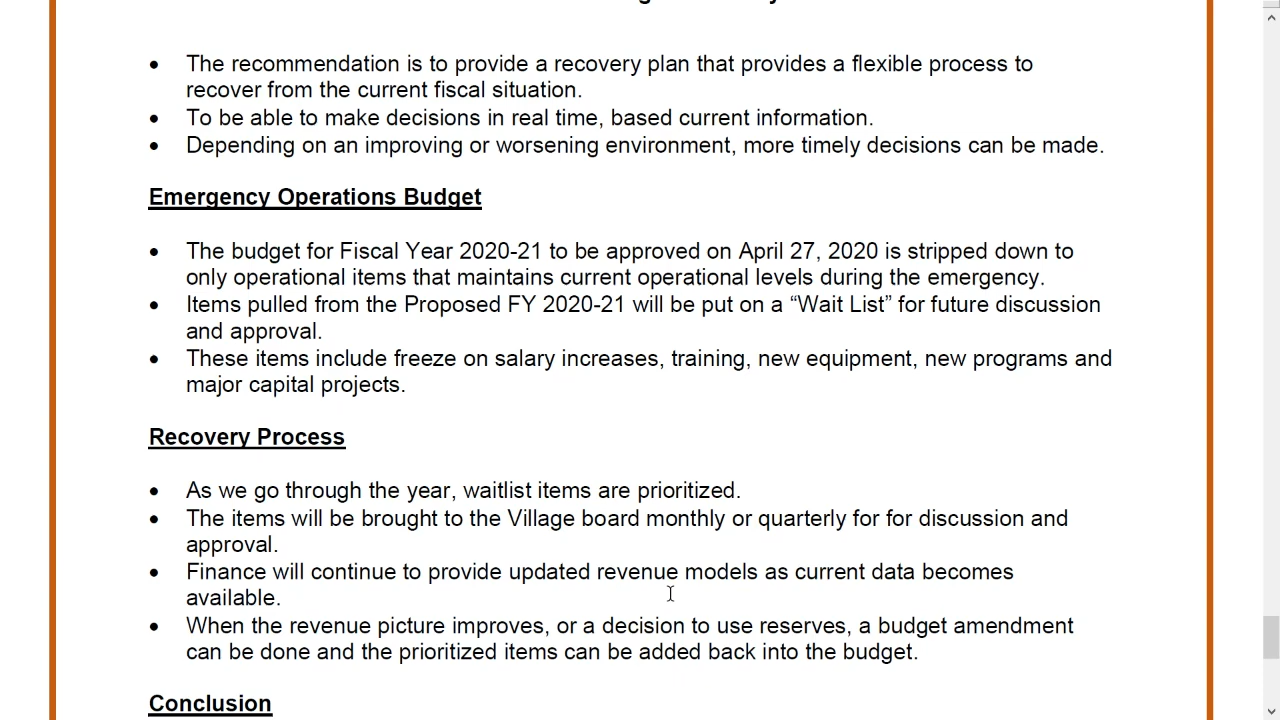 • The recommendation is to provide a recovery plan that provides a flexible process to
recover from the current fiscal situation.
• To be able to make decisions in real time, based current information.
• Depending on an improving or worsening environment, more timely decisions can be made.
Emergency Operations Budget
• The budget for Fiscal Year 2020-21 to be approved on April 27, 2020 is stripped down to
only operational items that maintains current operational levels during the emergency.
• Items pulled from the Proposed FY 2020-21 will be put on a “Wait List” for future discussion
and approval.
• These items include freeze on salary increases, training, new equipment, new programs and
major capital projects.
Recovery Process
• As we go through the year, waitlist items are prioritized.
• The items will be brought to the Village board monthly or quarterly for for discussion and
approval.
• Finance will continue to provide updated revenue models as current data becomes
available.
• When the revenue picture improves, or a decision to use reserves, a budget amendment
can be done and the prioritized items can be added back into the budget.
Conclusion